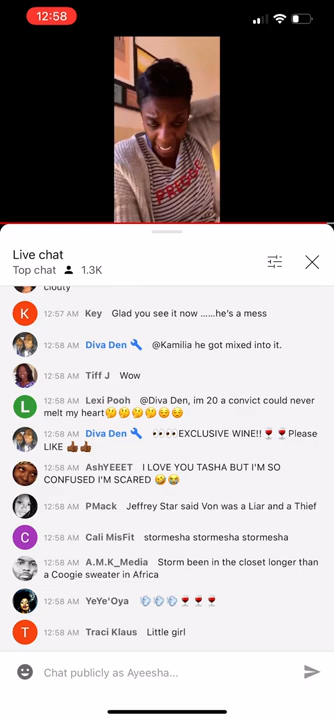 12:58
Live chat
Top chat 1.3K
clouty
K 12:57 AM Key Glad you see it now ......he's a mess
12:58 AM Diva Den @Kamilia he got mixed into it.
12:58 AM Tiff J Wow
L 12:58 AM Lexi Pooh @Diva Den, im 20 a convict could never
melt my heart🤔🤔🤔🤔☺️☺️
12:58 AM Diva Den 👀👀EXCLUSIVE WINE!!🍷🍷Please
LIKE 👍🏾👍🏾
12:58 AM AshYEEET I LOVE YOU TASHA BUT I'M SO
CONFUSED I'M SCARED 🤣😭
12:58 AM PMack Jeffrey Star said Von was a Liar and a Thief
C 12:58 AM Cali MisFit stormesha stormesha stormesha
12:58 AM A.M.K_Media Storm been in the closet longer than
a Coogie sweater in Africa
12:58 AM YeYe'Oya 💨💨🍷🍷🍷
T 12:58 AM Traci Klaus Little girl
Chat publicly as Ayeesha...